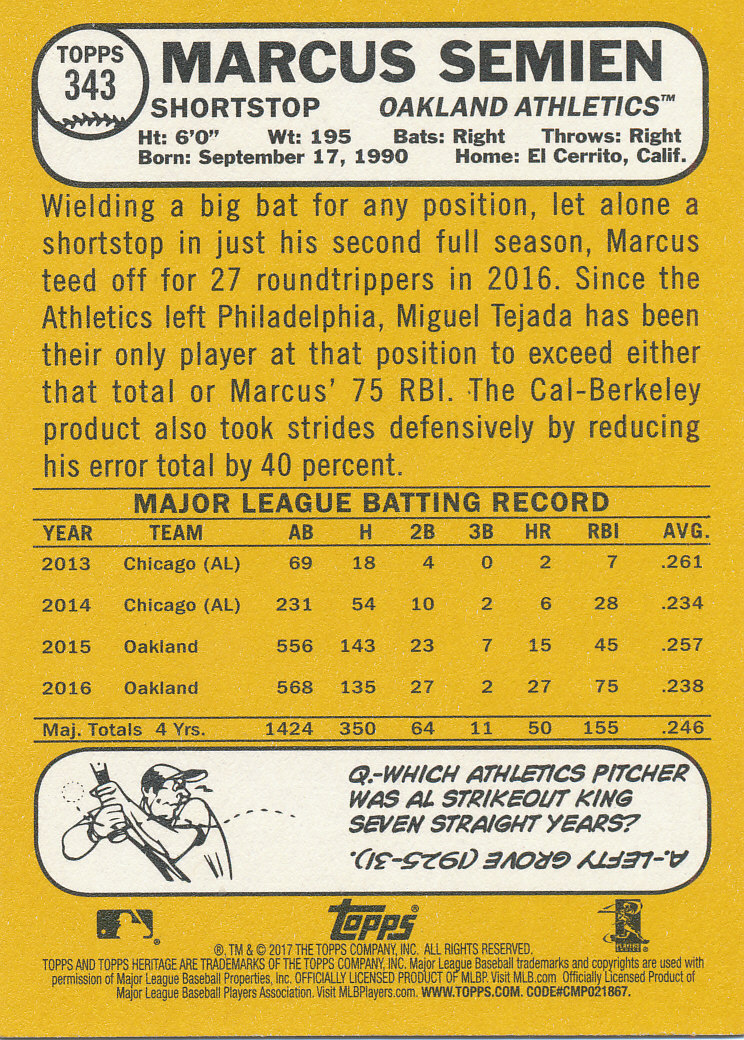 TOPPS
343
MARCUS SEMIEN
SHORTSTOP OAKLAND ATHLETICS™
Ht: 6'0" Wt: 195 Bats: Right Throws: Right
Born: September 17, 1990 Home: El Cerrito, Calif.
Wielding a big bat for any position, let alone a
shortstop in just his second full season, Marcus
teed off for 27 roundtrippers in 2016. Since the
Athletics left Philadelphia, Miguel Tejada has been
their only player at that position to exceed either
that total or Marcus' 75 RBI. The Cal-Berkeley
product also took strides defensively by reducing
his error total by 40 percent.
MAJOR LEAGUE BATTING RECORD
YEAR TEAM AB H 2B 3B HR RBI AVG.
2013 Chicago (AL) 69 18 4 0 2 7 .261
2014 Chicago (AL) 231 54 10 2 6 28 .234
2015 Oakland 556 143 23 7 15 45 .257
2016 Oakland 568 135 27 2 27 75 .238
Maj. Totals 4 Yrs. 1424 350 64 11 50 155 .246
Q.-WHICH ATHLETICS PITCHER
WAS AL STRIKEOUT KING
SEVEN STRAIGHT YEARS?
A.-LEFTY GROVE (1925-31).
Topps®
®, TM & © 2017 THE TOPPS COMPANY, INC. ALL RIGHTS RESERVED.
TOPPS AND TOPPS HERITAGE ARE TRADEMARKS OF THE TOPPS COMPANY, INC. Major League Baseball trademarks and copyrights are used with
permission of Major League Baseball Properties, Inc. OFFICIALLY LICENSED PRODUCT OF MLBP. Visit MLB.com Officially Licensed Product of
Major League Baseball Players Association. Visit MLBPlayers.com. WWW.TOPPS.COM. CODE#CMP021867.